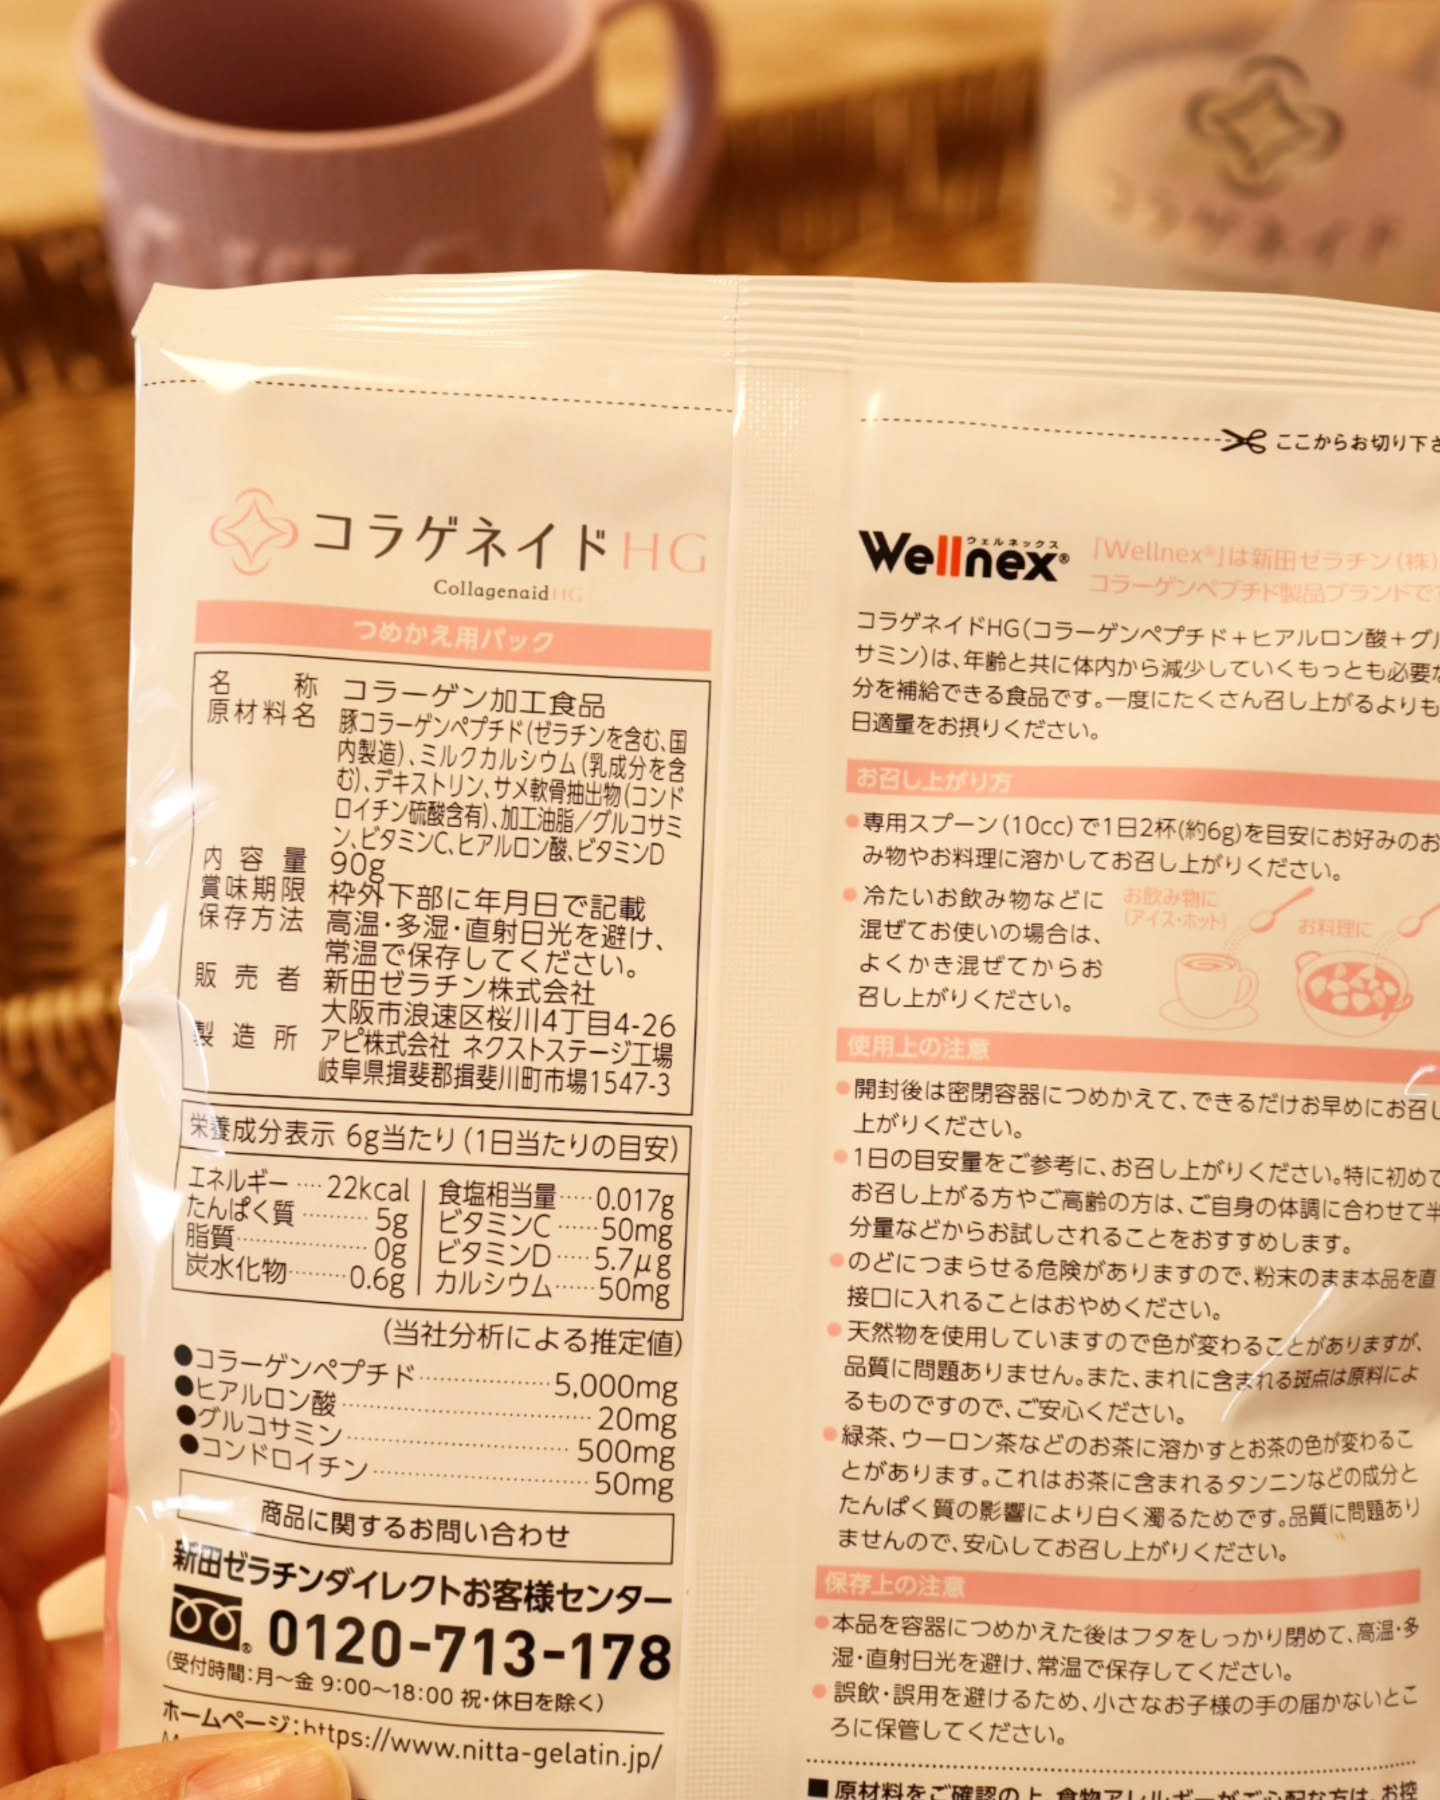 コラゲネイド
ここからお切り下さ
コラゲネイドHG
CollagenaidHG
つめかえ用パック
名称 コラーゲン加工食品
原材料名 豚コラーゲンペプチド(ゼラチンを含む、国
内製造)、ミルクカルシウム(乳成分を含
む)、デキストリン、サメ軟骨抽出物(コンド
ロイチン硫酸含有)、加工油脂/グルコサミ
ン、ビタミンC、ヒアルロン酸、ビタミンD
内容量 90g
賞味期限 枠外下部に年月日で記載
保存方法 高温・多湿・直射日光を避け、
常温で保存してください。
販売者 新田ゼラチン株式会社
大阪市浪速区桜川4丁目4-26
製造所 アピ株式会社 ネクストステージ工場
岐阜県揖斐郡揖斐川町市場1547-3
栄養成分表示 6g当たり(1日当たりの目安)
エネルギー…22kcal
たんぱく質…5g
脂質…0g
炭水化物…0.6g
食塩相当量…0.017g
ビタミンC…50mg
ビタミンD…5.7μg
カルシウム…50mg
(当社分析による推定値)
●コラーゲンペプチド…5,000mg
●ヒアルロン酸…20mg
●グルコサミン…500mg
●コンドロイチン…50mg
商品に関するお問い合わせ
新田ゼラチンダイレクトお客様センター
0120-713-178
(受付時間:月〜金 9:00〜18:00 祝・休日を除く)
ホームページ:https://www.nitta-gelatin.jp/
ウェルネックス
Wellnex®
「Wellnex®」は新田ゼラチン(株)
コラーゲンペプチド製品ブランドで
コラゲネイドHG(コラーゲンペプチド+ヒアルロン酸+グル
サミン)は、年齢と共に体内から減少していくもっとも必要な
分を補給できる食品です。一度にたくさん召し上がるよりも
日適量をお摂りください。
お召し上がり方
●専用スプーン(10cc)で1日2杯(約6g)を目安にお好みのお
み物やお料理に溶かしてお召し上がりください。
●冷たいお飲み物などに
混ぜてお使いの場合は、
よくかき混ぜてからお
召し上がりください。
お飲み物に
(アイス・ホット)
お料理に
使用上の注意
●開封後は密閉容器につめかえて、できるだけお早めにお召し
上がりください。
●1日の目安量をご参考に、お召し上がりください。特に初めて
お召し上がる方やご高齢の方は、ご自身の体調に合わせて半
分量などからお試しされることをおすすめします。
●のどにつまらせる危険がありますので、粉末のまま本品を直
接口に入れることはおやめください。
●天然物を使用していますので色が変わることがありますが、
品質に問題ありません。また、まれに含まれる斑点は原料によ
るものですので、ご安心ください。
●緑茶、ウーロン茶などのお茶に溶かすとお茶の色が変わるこ
とがあります。これはお茶に含まれるタンニンなどの成分と
たんぱく質の影響により白く濁るためです。品質に問題あり
ませんので、安心してお召し上がりください。
保存上の注意
●本品を容器につめかえた後はフタをしっかり閉めて、高温・多
湿・直射日光を避け、常温で保存してください。
●誤飲・誤用を避けるため、小さなお子様の手の届かないとこ
ろに保管してください。
■原材料をご確認の上、食物アレルギーがご心配な方は、お控